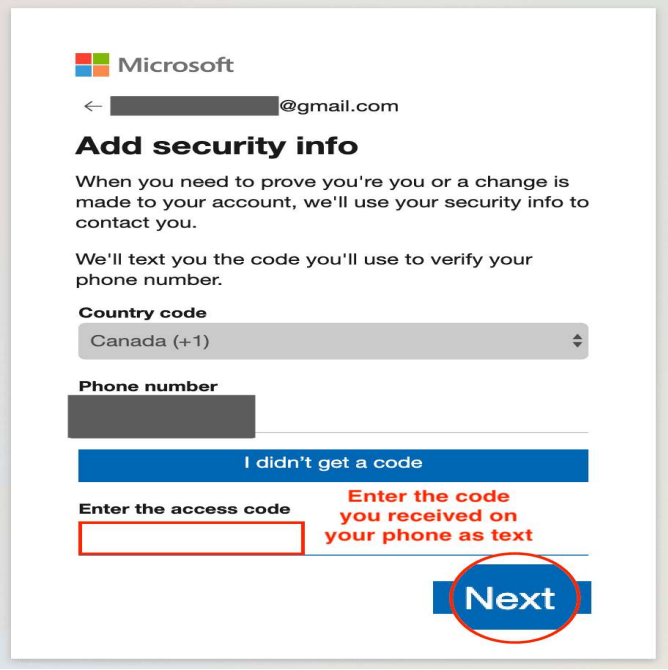 Microsoft
← @gmail.com
Add security info
When you need to prove you're you or a change is
made to your account, we'll use your security info to
contact you.
We'll text you the code you'll use to verify your
phone number.
Country code
Canada (+1)
Phone number
I didn’t get a code
Enter the access code
Enter the code
you received on
your phone as text
Next